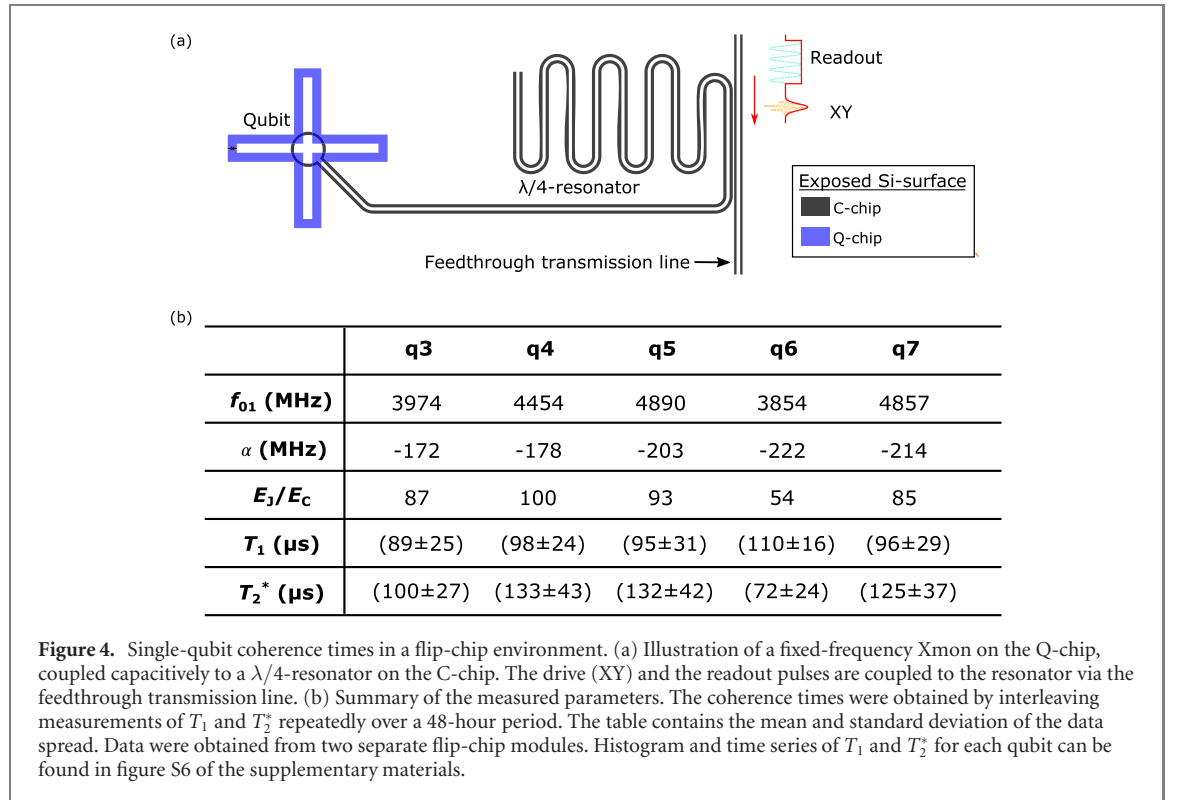 (a)
Qubit
λ/4-resonator
Feedthrough transmission line
Readout
XY
Exposed Si-surface
C-chip
Q-chip
(b)
q3 q4 q5 q6 q7
f01 (MHz) 3974 4454 4890 3854 4857
α (MHz) -172 -178 -203 -222 -214
EJ/EC 87 100 93 54 85
T1 (µs) (89±25) (98±24) (95±31) (110±16) (96±29)
T2* (µs) (100±27) (133±43) (132±42) (72±24) (125±37)
Figure 4. Single-qubit coherence times in a flip-chip environment. (a) Illustration of a fixed-frequency Xmon on the Q-chip,
coupled capacitively to a λ/4-resonator on the C-chip. The drive (XY) and the readout pulses are coupled to the resonator via the
feedthrough transmission line. (b) Summary of the measured parameters. The coherence times were obtained by interleaving
measurements of T1 and T2* repeatedly over a 48-hour period. The table contains the mean and standard deviation of the data
spread. Data were obtained from two separate flip-chip modules. Histogram and time series of T1 and T2* for each qubit can be
found in figure S6 of the supplementary materials.